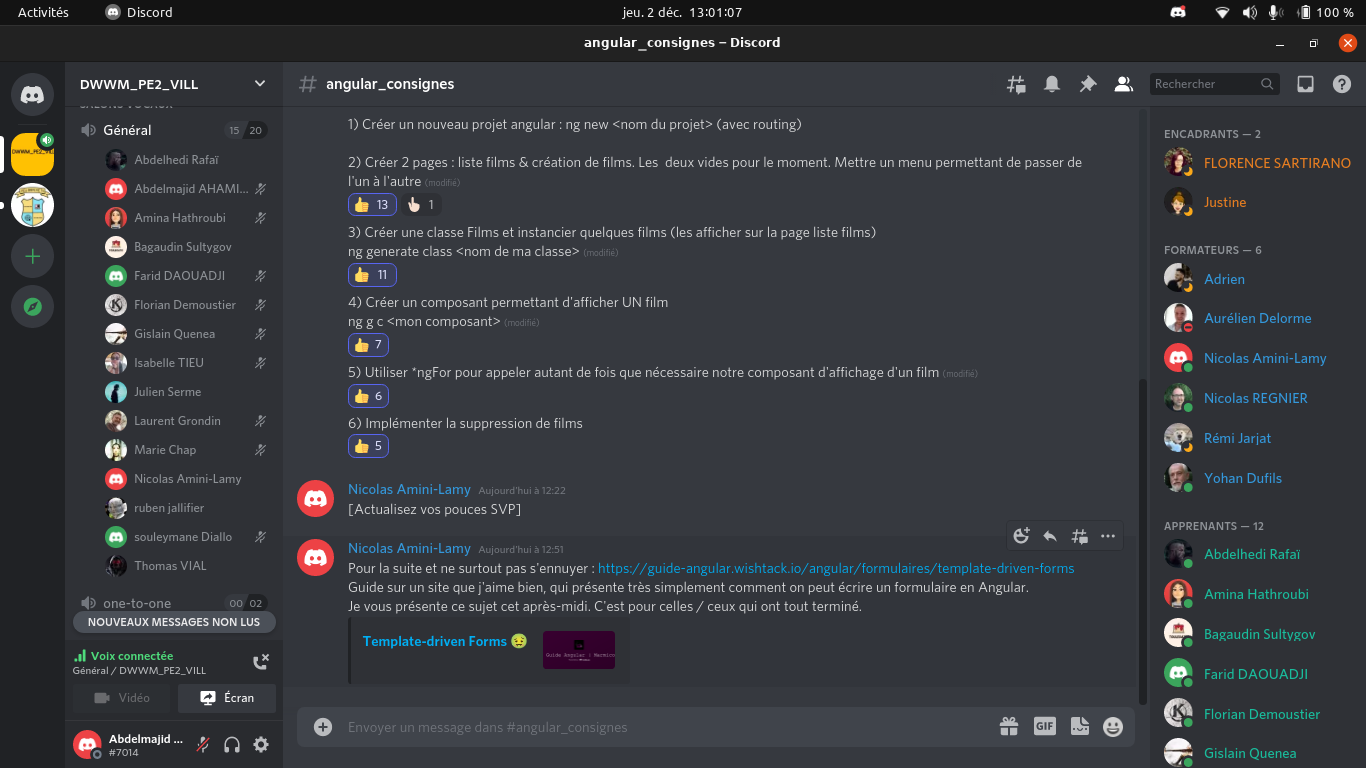 Activités
Discord
jeu. 2 déc. 13:01:07
100 %
angular_consignes – Discord
DWWM_PE2_VILL
SALONS VOCAUX
Général
15 20
Abdelhedi Rafaï
Abdelmajid AHAMI...
Amina Hathroubi
Bagaudin Sultygov
Farid DAOUADJI
Florian Demoustier
Gislain Quenea
Isabelle TIEU
Julien Serme
Laurent Grondin
Marie Chap
Nicolas Amini-Lamy
ruben jallifier
souleymane Diallo
Thomas VIAL
one-to-one
00 02
NOUVEAUX MESSAGES NON LUS
Voix connectée
Général / DWWM_PE2_VILL
Vidéo
Écran
Abdelmajid ...
#7014
# angular_consignes
Rechercher
1) Créer un nouveau projet angular : ng new <nom du projet> (avec routing)
2) Créer 2 pages : liste films & création de films. Les  deux vides pour le moment. Mettre un menu permettant de passer de
l'un à l'autre (modifié)
👍 13 👆🏻 1
3) Créer une classe Films et instancier quelques films (les afficher sur la page liste films)
ng generate class <nom de ma classe> (modifié)
👍 11
4) Créer un composant permettant d'afficher UN film
ng g c <mon composant> (modifié)
👍 7
5) Utiliser *ngFor pour appeler autant de fois que nécessaire notre composant d'affichage d'un film (modifié)
👍 6
6) Implémenter la suppression de films
👍 5
Nicolas Amini-Lamy Aujourd'hui à 12:22
[Actualisez vos pouces SVP]
Nicolas Amini-Lamy Aujourd'hui à 12:51
Pour la suite et ne surtout pas s'ennuyer : https://guide-angular.wishtack.io/angular/formulaires/template-driven-forms
Guide sur un site que j'aime bien, qui présente très simplement comment on peut écrire un formulaire en Angular.
Je vous présente ce sujet cet après-midi. C'est pour celles / ceux qui ont tout terminé.
Template-driven Forms 🤢
Guide Angular | Marmico
Envoyer un message dans #angular_consignes
GIF
ENCADRANTS — 2
FLORENCE SARTIRANO
Justine
FORMATEURS — 6
Adrien
Aurélien Delorme
Nicolas Amini-Lamy
Nicolas REGNIER
Rémi Jarjat
Yohan Dufils
APPRENANTS — 12
Abdelhedi Rafaï
Amina Hathroubi
Bagaudin Sultygov
Farid DAOUADJI
Florian Demoustier
Gislain Quenea